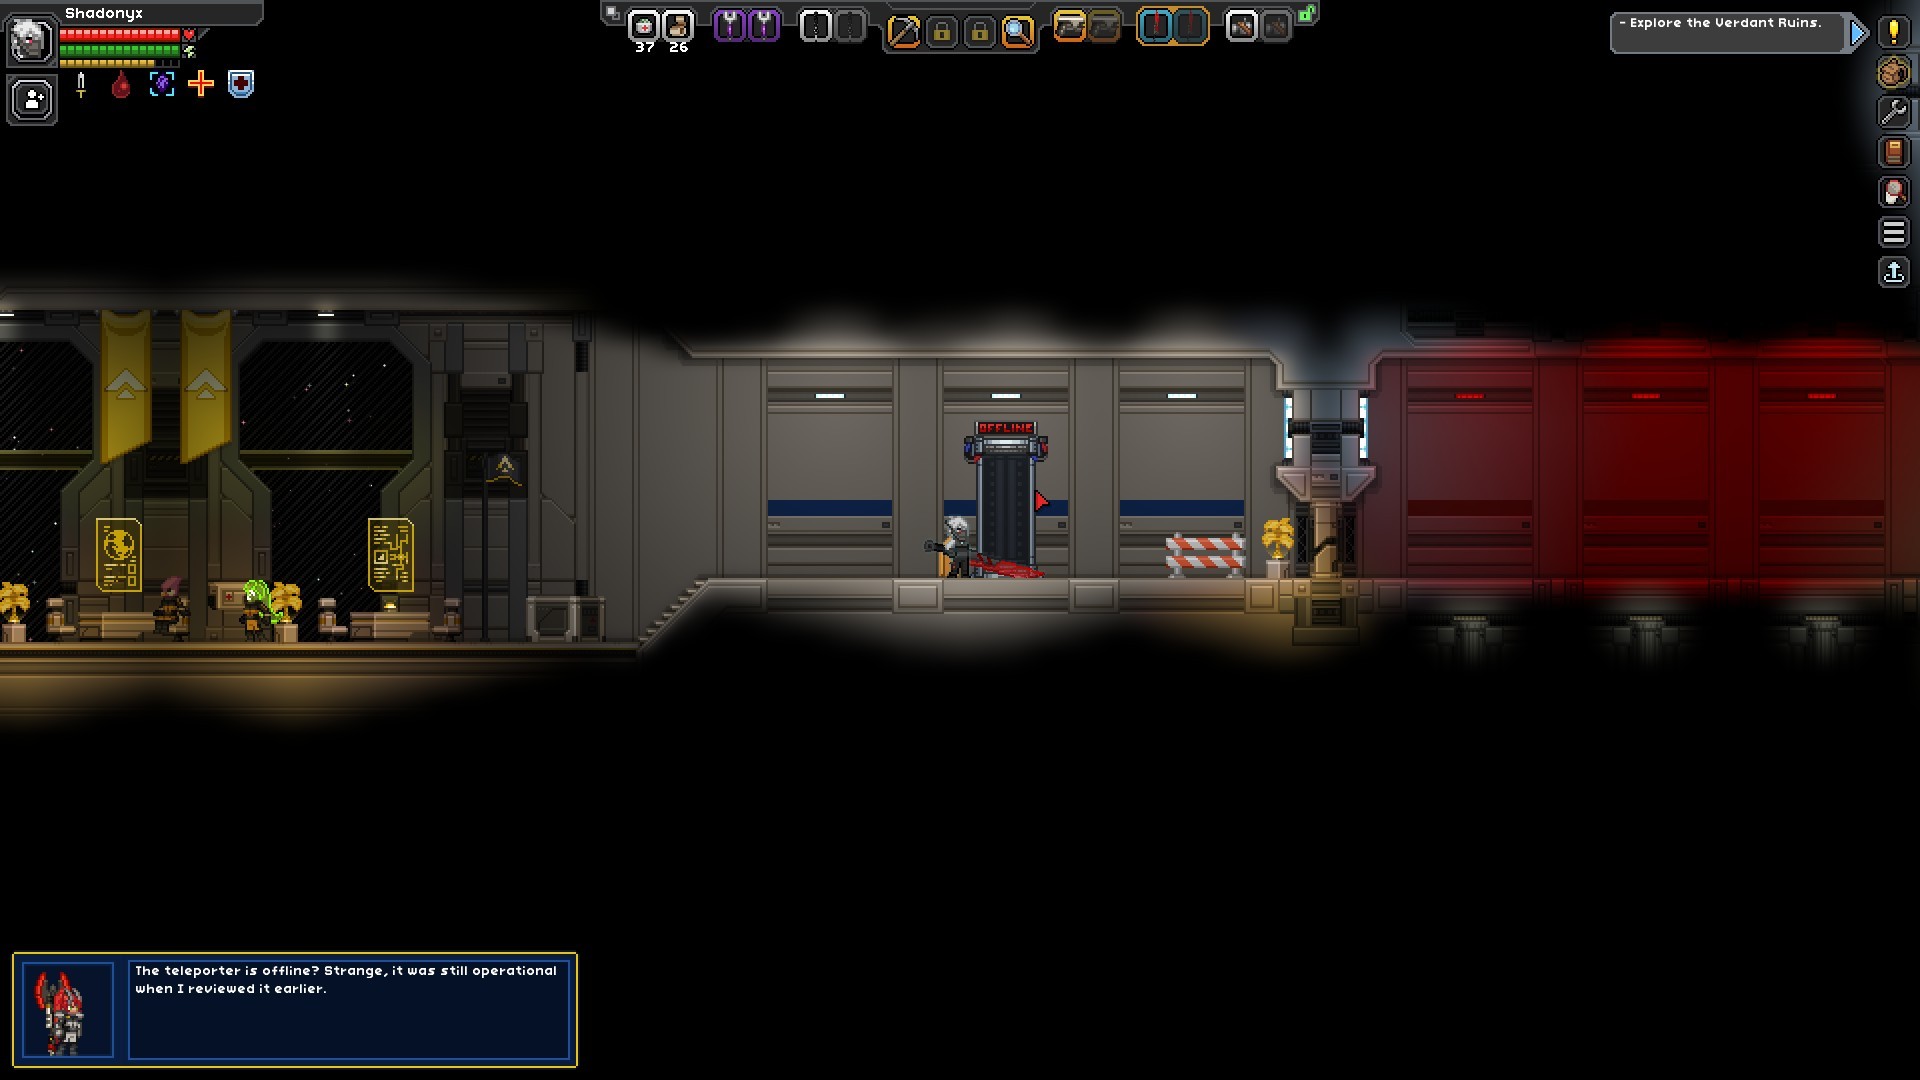 Shadonyx
37 26
- Explore the Verdant Ruins.
OFFLINE
The teleporter is offline? Strange, it was still operational
when I reviewed it earlier.